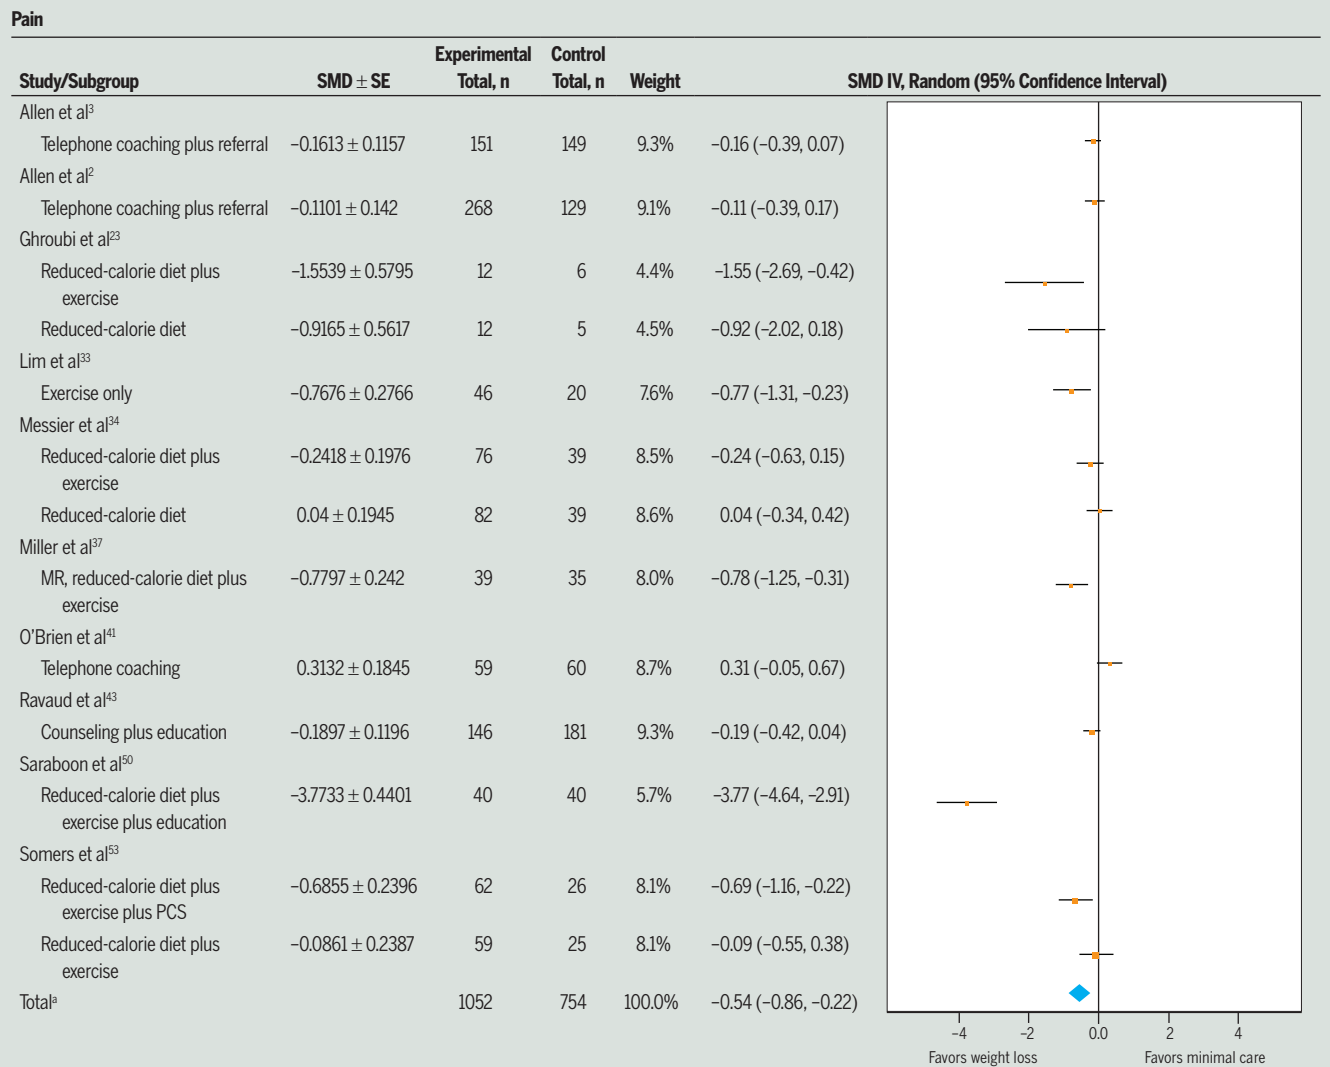 Pain
Experimental Control
Study/Subgroup SMD ± SE Total, n Total, n Weight SMD IV, Random (95% Confidence Interval)
Allen et al³
Telephone coaching plus referral –0.1613 ± 0.1157 151 149 9.3% –0.16 (–0.39, 0.07)
Allen et al²
Telephone coaching plus referral –0.1101 ± 0.142 268 129 9.1% –0.11 (–0.39, 0.17)
Ghroubi et al²³
Reduced-calorie diet plus –1.5539 ± 0.5795 12 6 4.4% –1.55 (–2.69, –0.42)
exercise
Reduced-calorie diet –0.9165 ± 0.5617 12 5 4.5% –0.92 (–2.02, 0.18)
Lim et al³³
Exercise only –0.7676 ± 0.2766 46 20 7.6% –0.77 (–1.31, –0.23)
Messier et al³⁴
Reduced-calorie diet plus –0.2418 ± 0.1976 76 39 8.5% –0.24 (–0.63, 0.15)
exercise
Reduced-calorie diet 0.04 ± 0.1945 82 39 8.6% 0.04 (–0.34, 0.42)
Miller et al³⁷
MR, reduced-calorie diet plus –0.7797 ± 0.242 39 35 8.0% –0.78 (–1.25, –0.31)
exercise
O'Brien et al⁴¹
Telephone coaching 0.3132 ± 0.1845 59 60 8.7% 0.31 (–0.05, 0.67)
Ravaud et al⁴³
Counseling plus education –0.1897 ± 0.1196 146 181 9.3% –0.19 (–0.42, 0.04)
Saraboon et al⁵⁰
Reduced-calorie diet plus –3.7733 ± 0.4401 40 40 5.7% –3.77 (–4.64, –2.91)
exercise plus education
Somers et al⁵³
Reduced-calorie diet plus –0.6855 ± 0.2396 62 26 8.1% –0.69 (–1.16, –0.22)
exercise plus PCS
Reduced-calorie diet plus –0.0861 ± 0.2387 59 25 8.1% –0.09 (–0.55, 0.38)
exercise
Totalᵃ 1052 754 100.0% –0.54 (–0.86, –0.22)
–4 –2 0.0 2 4
Favors weight loss Favors minimal care